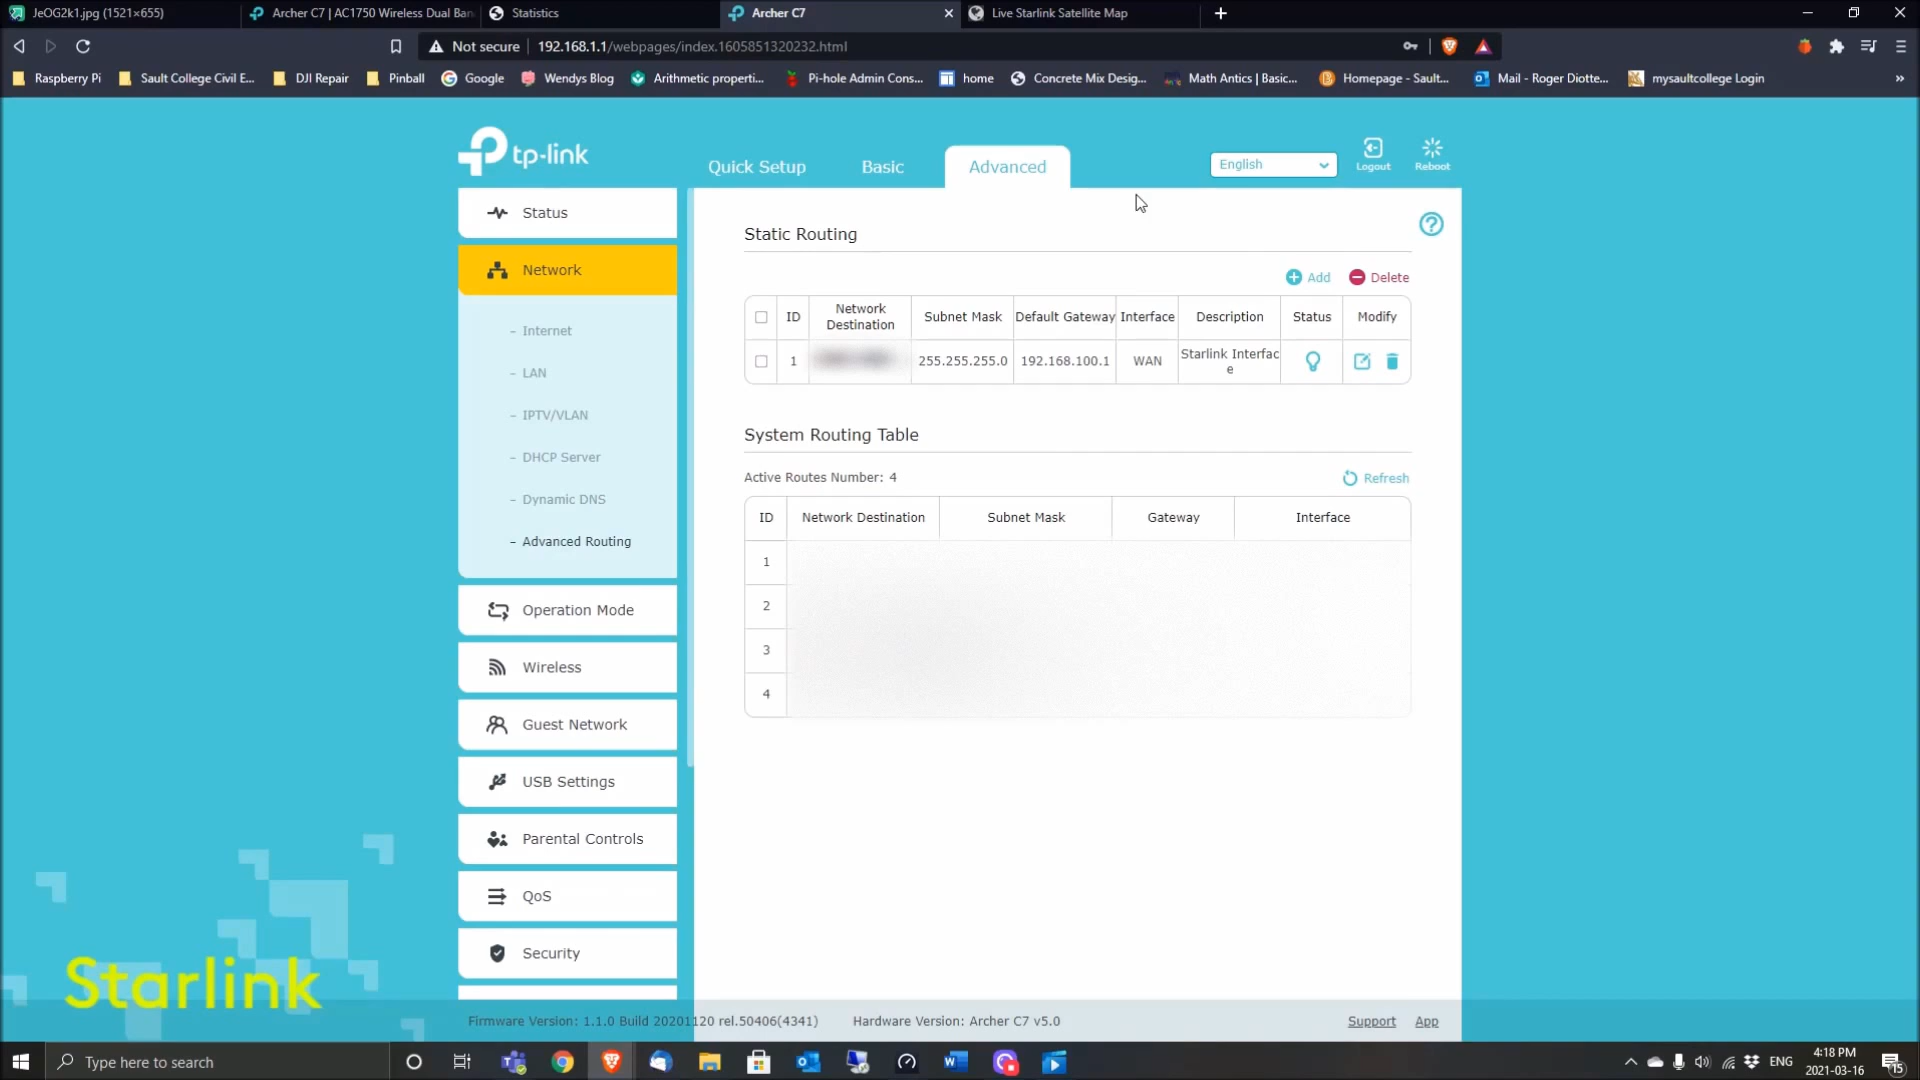 JeOG2k1.jpg (1521×655)
Archer C7 | AC1750 Wireless Dual Ban
Statistics
Archer C7
Live Starlink Satellite Map
Not secure
192.168.1.1/webpages/index.1605851320232.html
Raspberry Pi
Sault College Civil E...
DJI Repair
Pinball
Google
Wendys Blog
Arithmetic properti...
Pi-hole Admin Cons...
home
Concrete Mix Desig...
Math Antics | Basic...
Homepage - Sault...
Mail - Roger Diotte...
mysaultcollege Login
»
tp-link
Quick Setup
Basic
Advanced
English
Logout
Reboot
Status
Network
- Internet
- LAN
- IPTV/VLAN
- DHCP Server
- Dynamic DNS
- Advanced Routing
Operation Mode
Wireless
Guest Network
USB Settings
Parental Controls
QoS
Security
Static Routing
Add
Delete
ID
Network
Destination
Subnet Mask
Default Gateway
Interface
Description
Status
Modify
1
255.255.255.0
192.168.100.1
WAN
Starlink Interfac
e
System Routing Table
Active Routes Number: 4
Refresh
ID
Network Destination
Subnet Mask
Gateway
Interface
1
2
3
4
Starlink
Firmware Version: 1.1.0 Build 20201120 rel.50406(4341)
Hardware Version: Archer C7 v5.0
Support
App
Type here to search
ENG
4:18 PM
2021-03-16
15